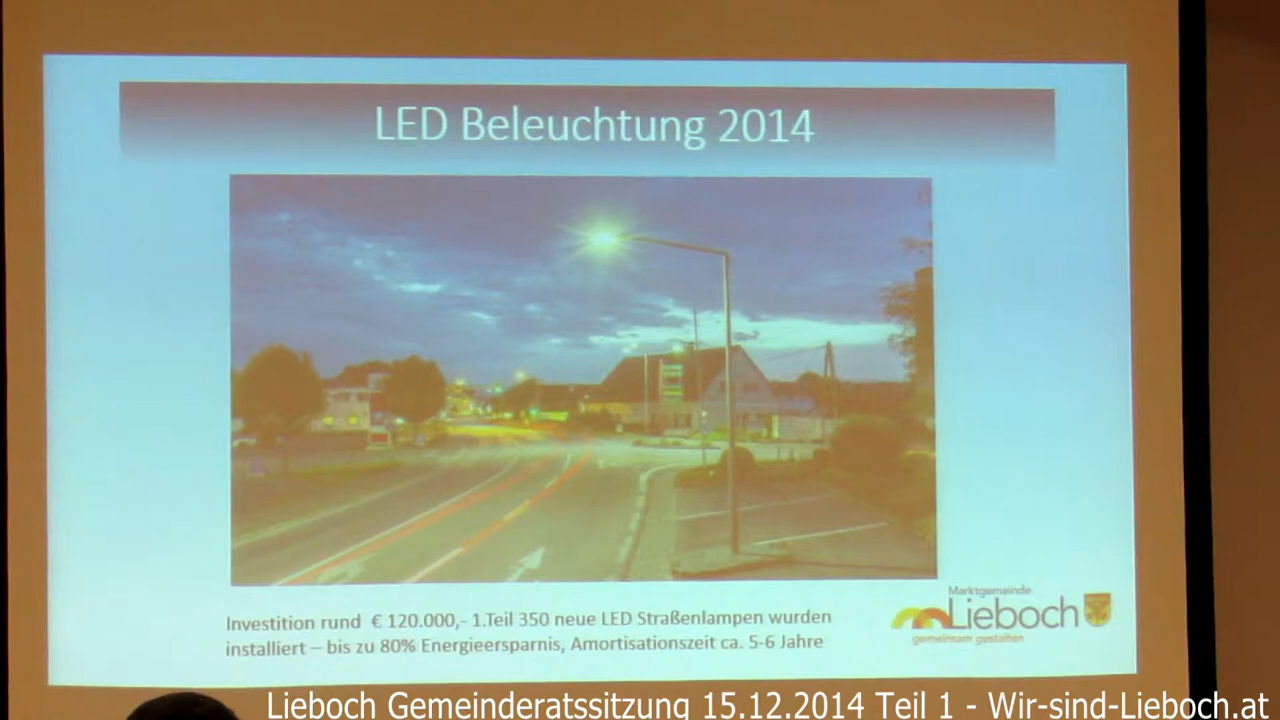 LED Beleuchtung 2014
Investition rund € 120.000,- 1.Teil 350 neue LED Straßenlampen wurden
installiert – bis zu 80% Energieersparnis, Amortisationszeit ca. 5-6 Jahre
Marktgemeinde
Lieboch
gemeinsam gestalten
Lieboch Gemeinderatssitzung 15.12.2014 Teil 1 - Wir-sind-Lieboch.at